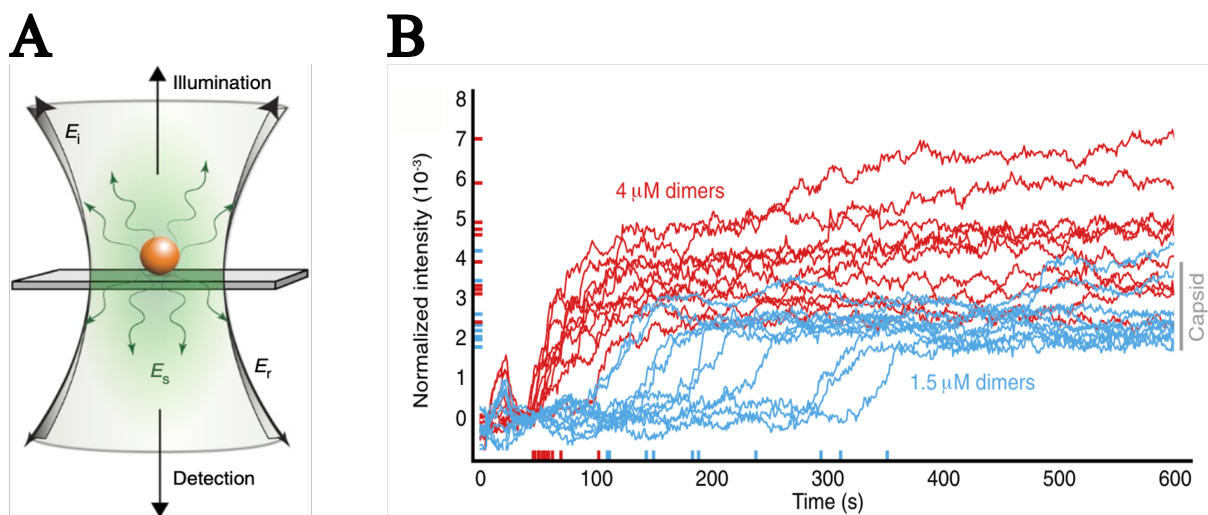 A
Illumination
Ei
Er
Es
Detection
B
Normalized intensity (10-3)
8
7
6
5
4
3
2
1
0
4 μM dimers
1.5 μM dimers
Capsid
0 100 200 300 400 500 600
Time (s)